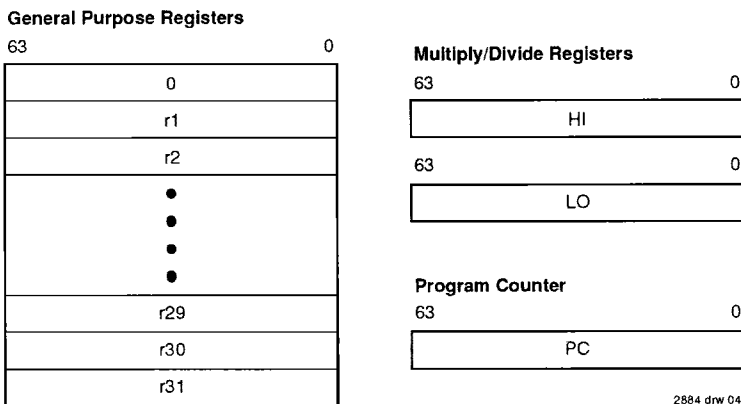 General Purpose Registers
63 0
0
r1
r2
r29
r30
r31
Multiply/Divide Registers
63 0
HI
63 0
LO
Program Counter
63 0
PC
2884 drw 04